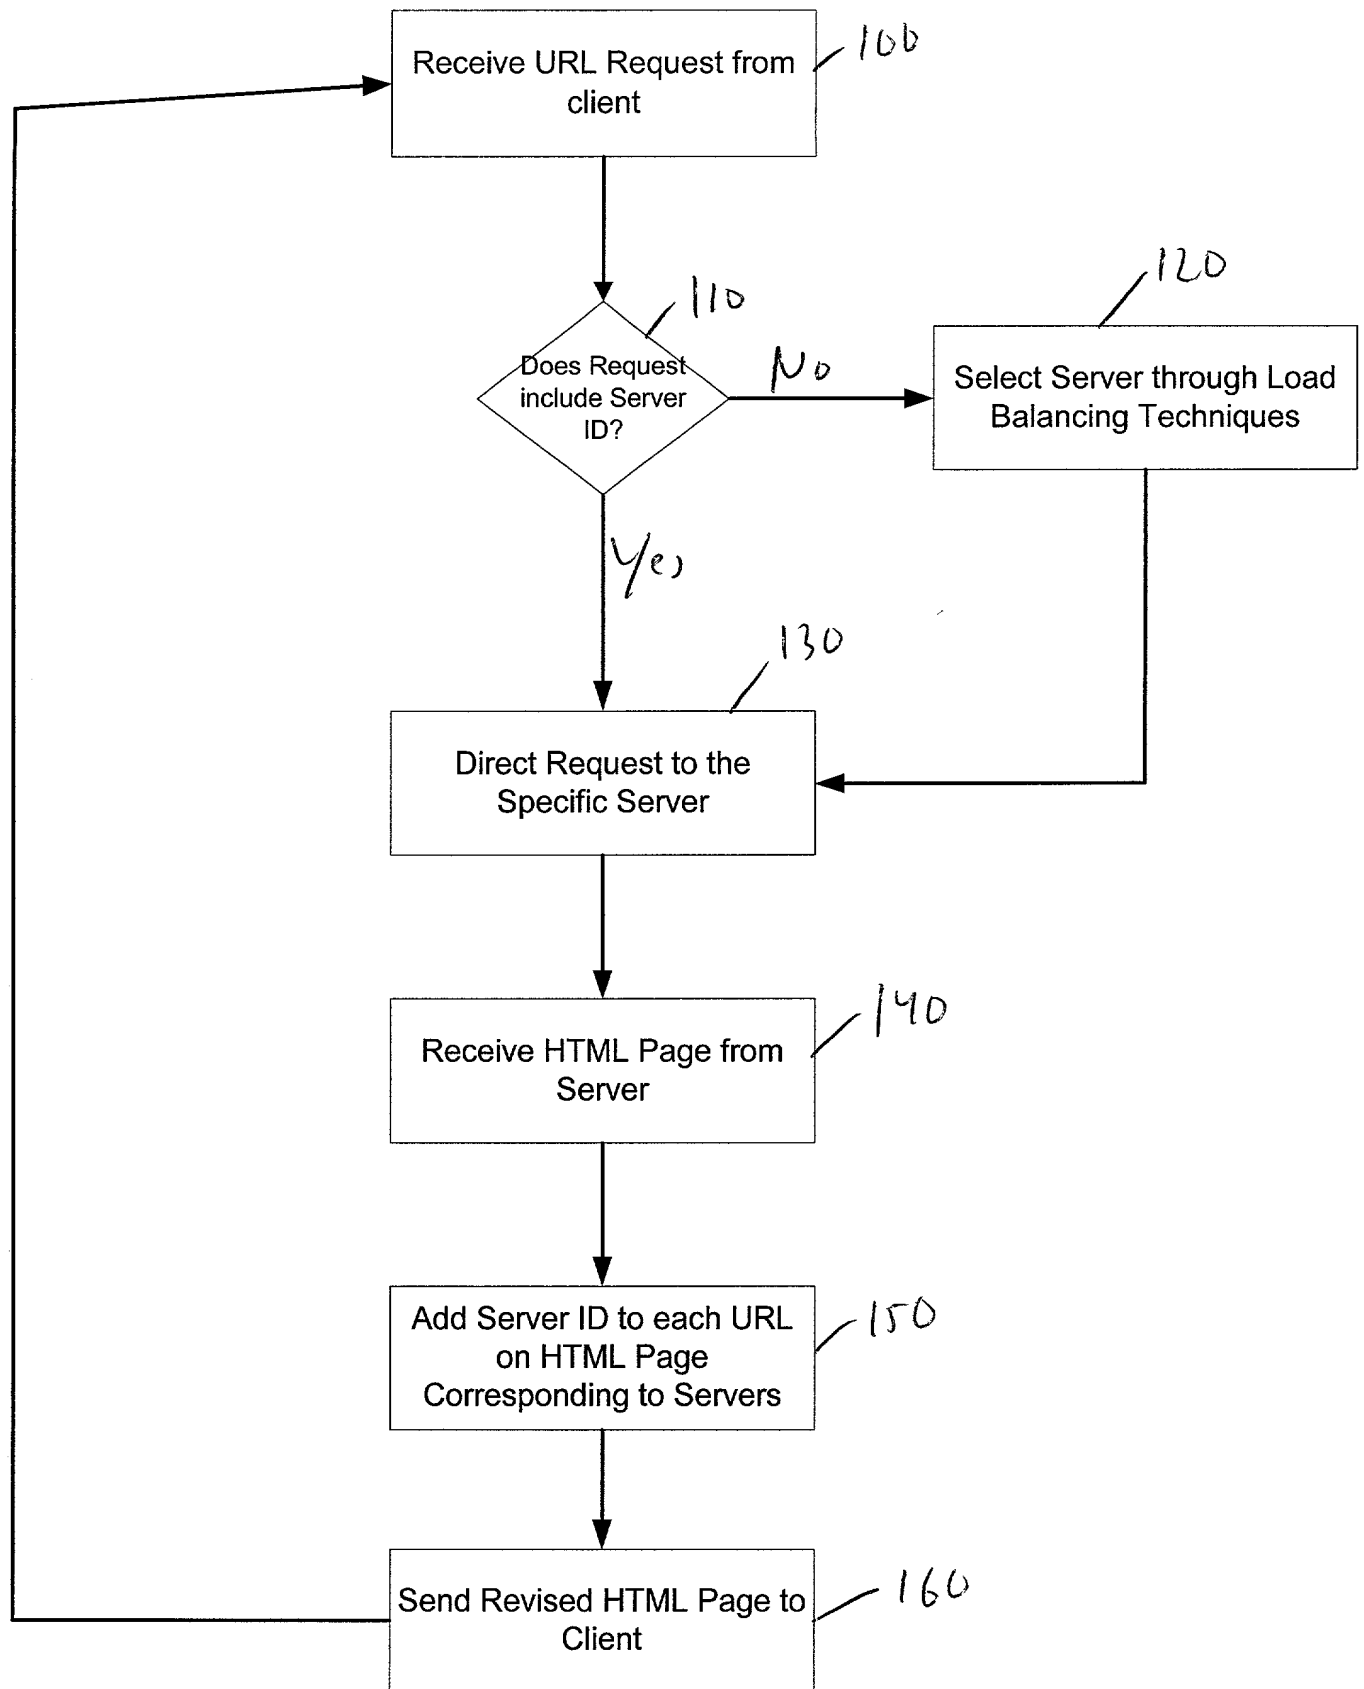 Receive URL Request from
client
100
110
Does Request
include Server
ID?
No
120
Select Server through Load
Balancing Techniques
Yes
130
Direct Request to the
Specific Server
140
Receive HTML Page from
Server
150
Add Server ID to each URL
on HTML Page
Corresponding to Servers
160
Send Revised HTML Page to
Client